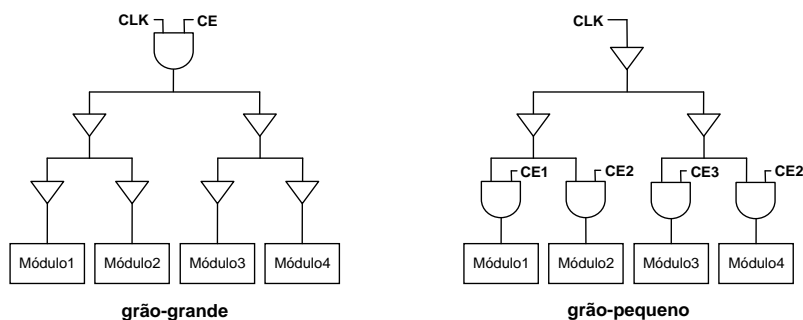 CLK CE
Módulo1 Módulo2 Módulo3 Módulo4
grão-grande
CLK
CE1 CE2 CE3 CE2
Módulo1 Módulo2 Módulo3 Módulo4
grão-pequeno